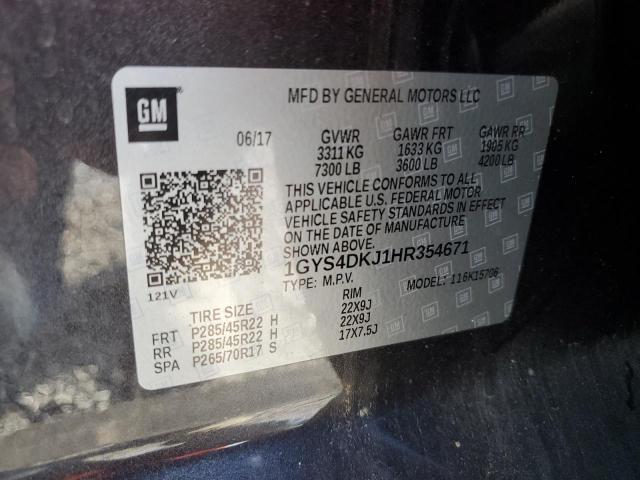 GM
MFD BY GENERAL MOTORS LLC
06/17 GVWR GAWR FRT GAWR RR
3311 KG 1633 KG 1905 KG
7300 LB 3600 LB 4200 LB
THIS VEHICLE CONFORMS TO ALL
APPLICABLE U.S. FEDERAL MOTOR
VEHICLE SAFETY STANDARDS IN EFFECT
ON THE DATE OF MANUFACTURE
SHOWN ABOVE.
1GYS4DKJ1HR354671
TYPE: M.P.V. MODEL: 116K15706
121V
TIRE SIZE RIM
FRT P285/45R22 H 22X9J
RR P285/45R22 H 22X9J
SPA P265/70R17 S 17X7.5J